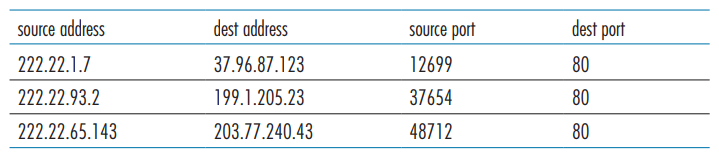 source address dest address source port dest port
222.22.1.7 37.96.87.123 12699 80
222.22.93.2 199.1.205.23 37654 80
222.22.65.143 203.77.240.43 48712 80